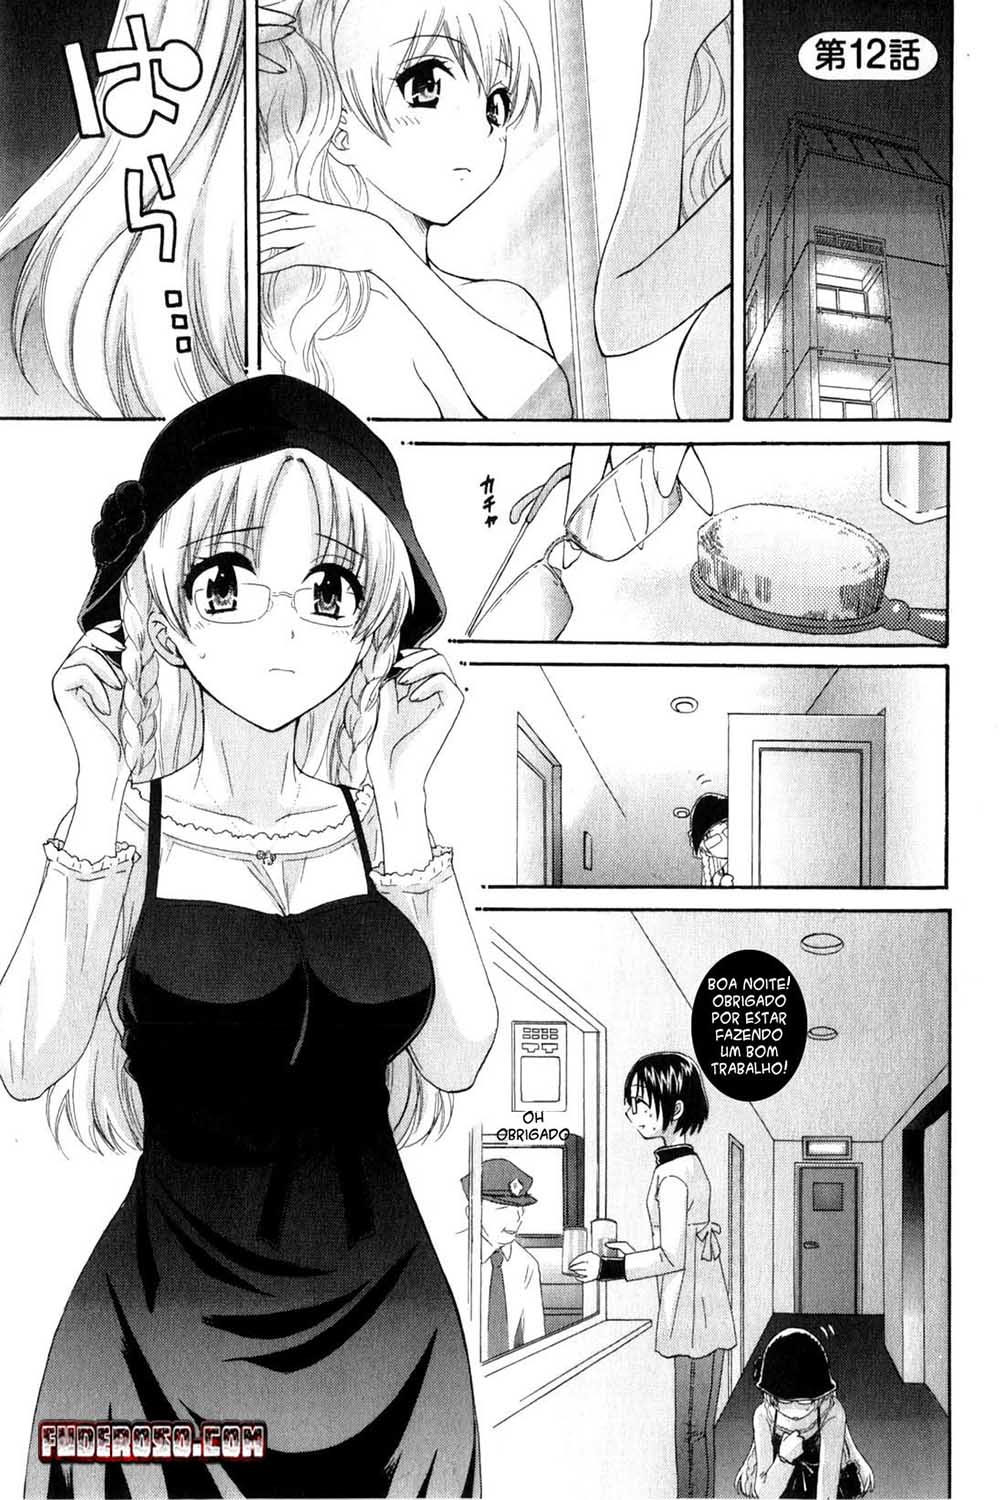 第12話
ぱら…
カチャ
BOA NOITE!
OBRIGADO
POR ESTAR
FAZENDO
UM BOM
TRABALHO!
OH
OBRIGADO
FUDEROSO.COM